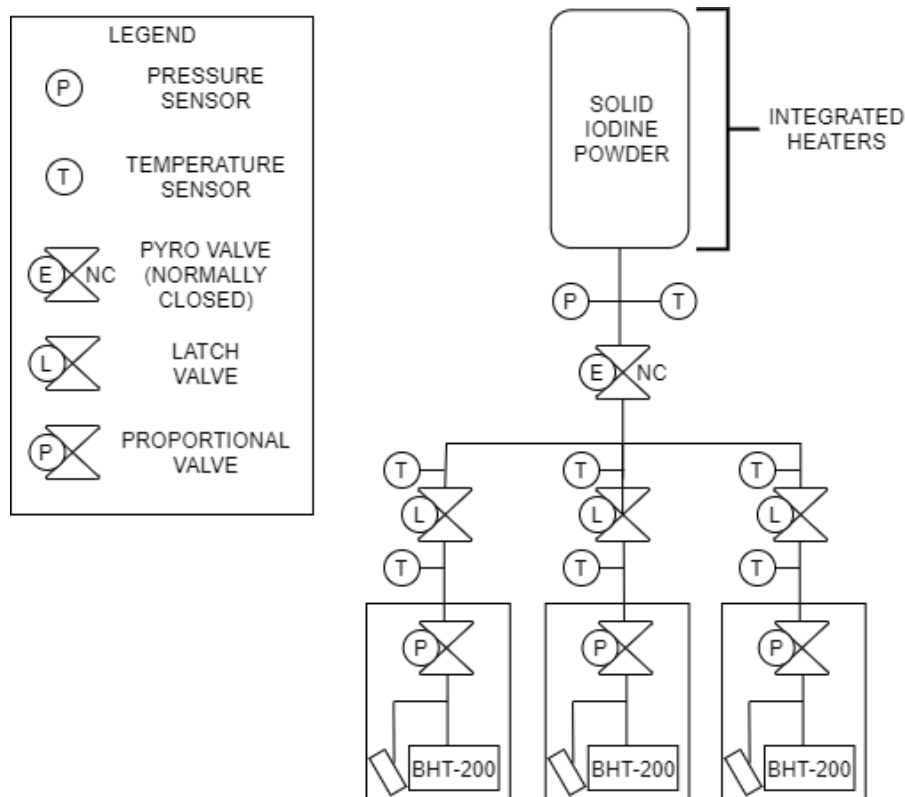 LEGEND
P
PRESSURE
SENSOR
T
TEMPERATURE
SENSOR
E
NC
PYRO VALVE
(NORMALLY
CLOSED)
L
LATCH
VALVE
P
PROPORTIONAL
VALVE
SOLID
IODINE
POWDER
INTEGRATED
HEATERS
P
T
E
NC
T
T
T
L
L
L
T
T
T
P
P
P
BHT-200
BHT-200
BHT-200